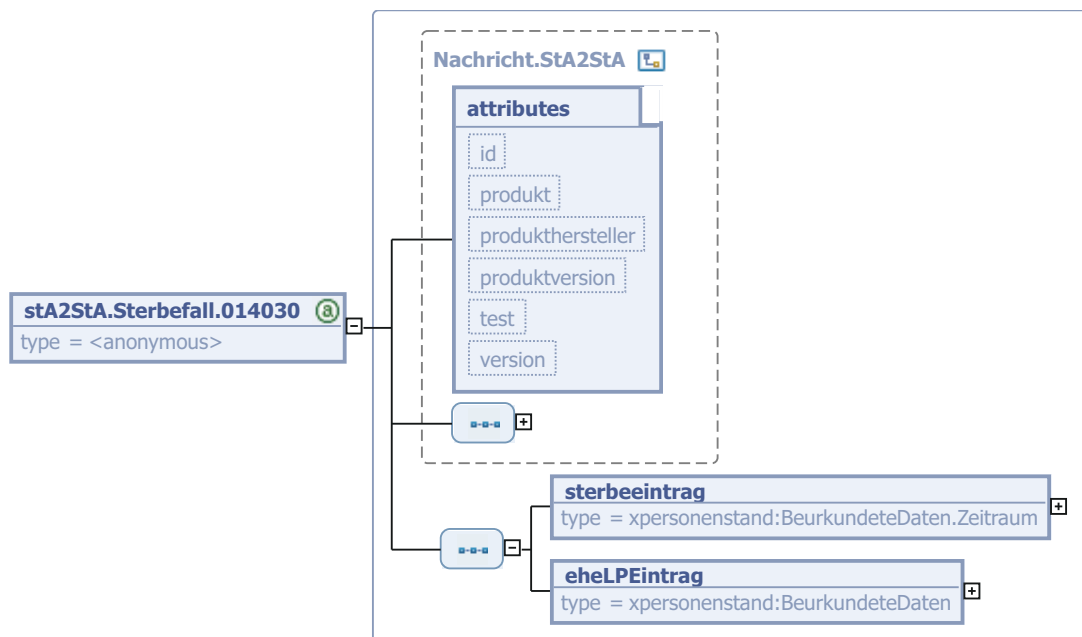 Nachricht.StA2StA
attributes
id
produkt
produkthersteller
produktversion
test
version
stA2StA.Sterbefall.014030 a
type = <anonymous>
sterbeeintrag
type = xpersonenstand:BeurkundeteDaten.Zeitraum
eheLPEintrag
type = xpersonenstand:BeurkundeteDaten